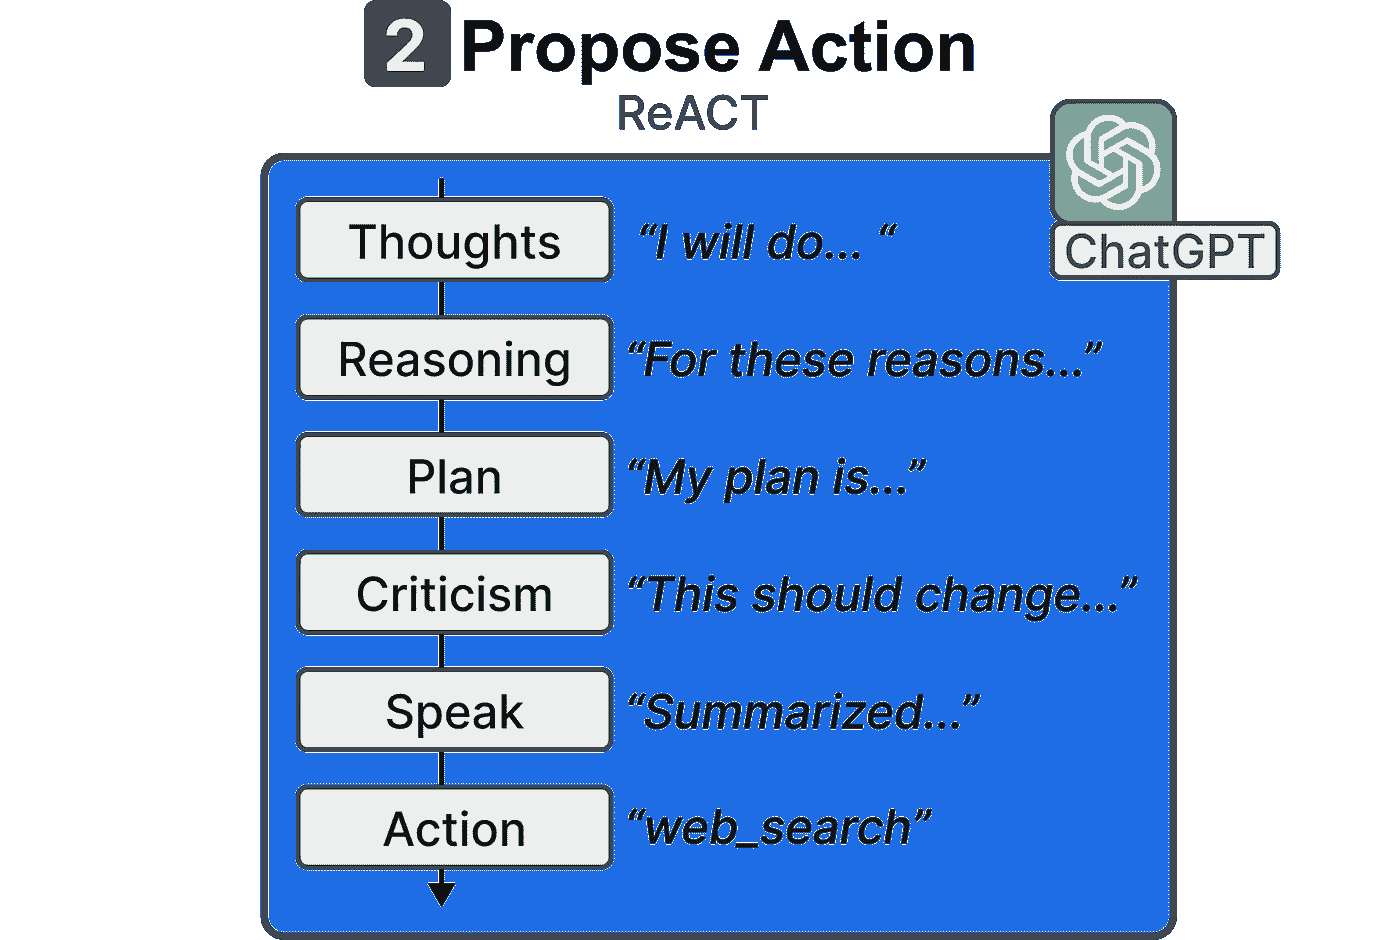 2 Propose Action
ReACT
ChatGPT
Thoughts “I will do... “
Reasoning “For these reasons...”
Plan “My plan is...”
Criticism “This should change...”
Speak “Summarized...”
Action “web_search”